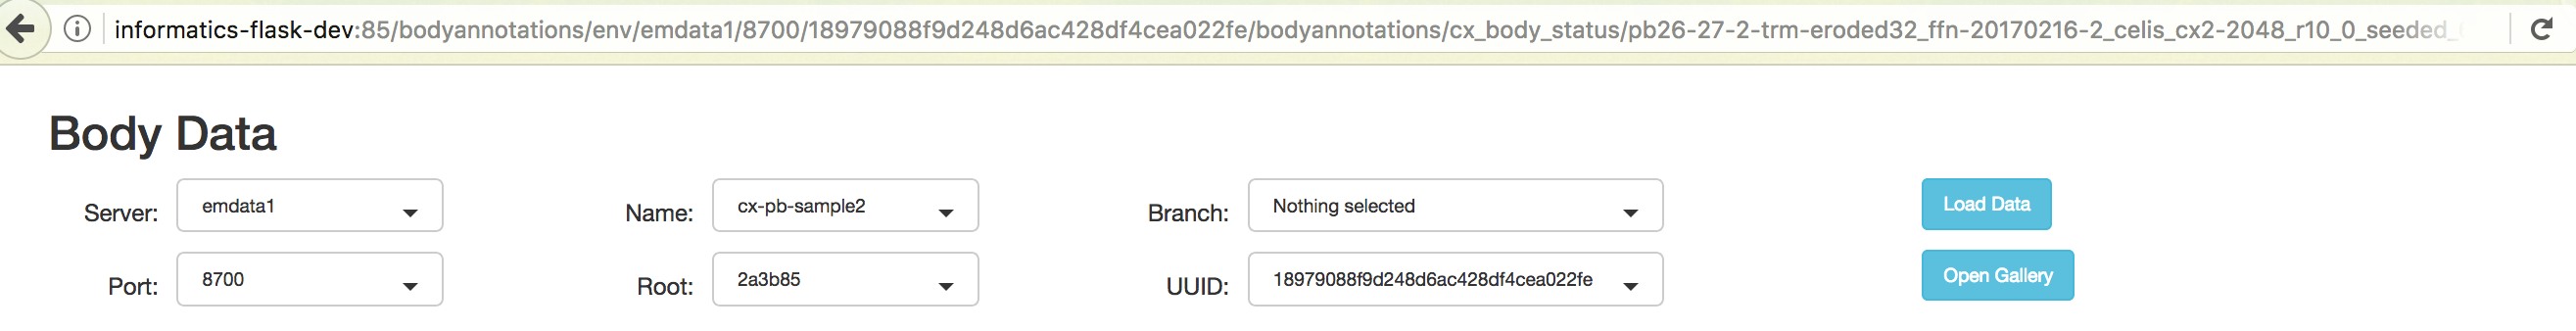 informatics-flask-dev:85/bodyannotations/env/emdata1/8700/18979088f9d248d6ac428df4cea022fe/bodyannotations/cx_body_status/pb26-27-2-trm-eroded32_ffn-20170216-2_celis_cx2-2048_r10_0_seeded_
Body Data
Server: emdata1 Name: cx-pb-sample2 Branch: Nothing selected Load Data
Port: 8700 Root: 2a3b85 UUID: 18979088f9d248d6ac428df4cea022fe Open Gallery